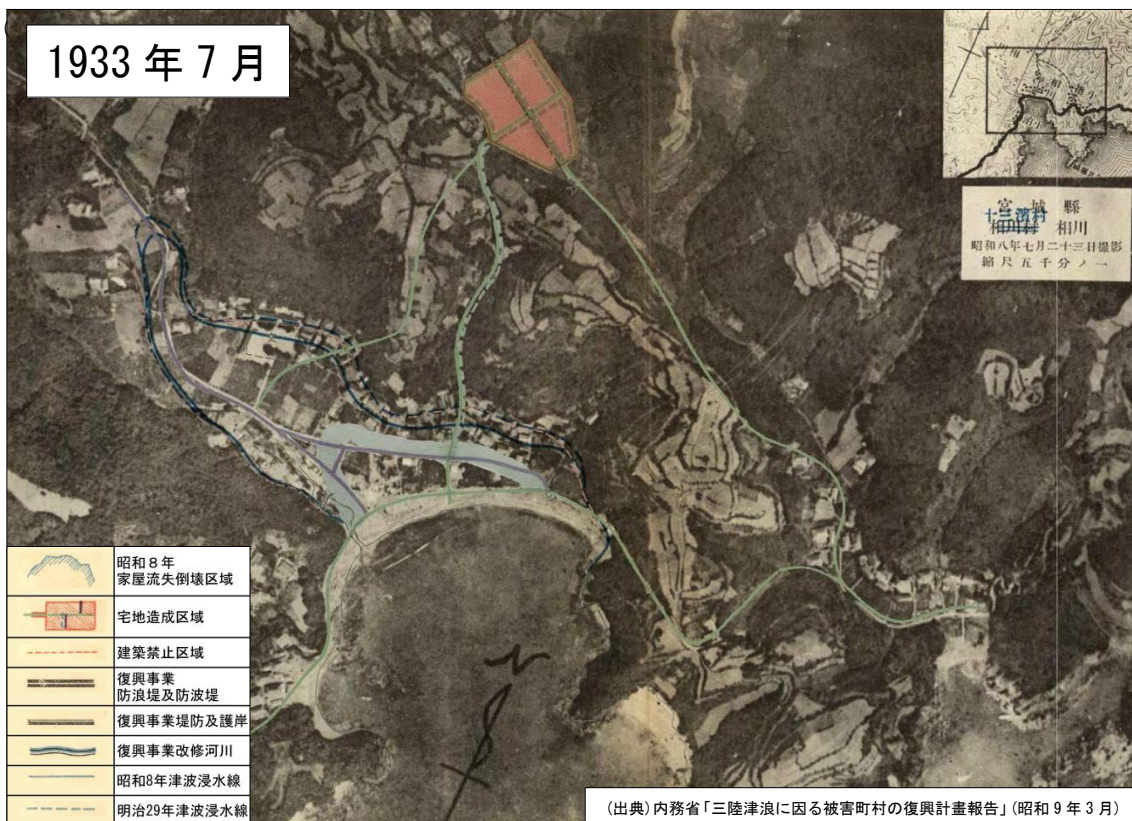 1933 年 7 月
宮城縣
十三濱村
相川村 相川
昭和八年七月二十三日撮影
縮尺五千分ノ一
昭和８年
家屋流失倒壊区域
宅地造成区域
建築禁止区域
復興事業
防浪堤及防波堤
復興事業堤防及護岸
復興事業改修河川
昭和8年津波浸水線
明治29年津波浸水線
(出典)内務省「三陸津浪に因る被害町村の復興計畫報告」(昭和 9 年 3 月)